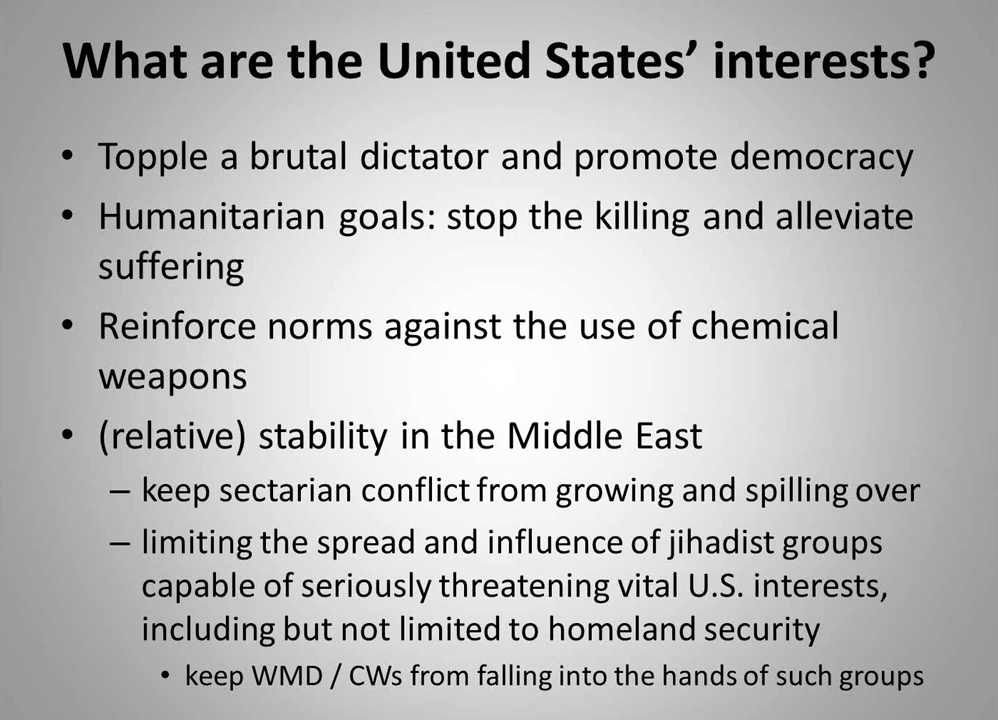 What are the United States’ interests?
• Topple a brutal dictator and promote democracy
• Humanitarian goals: stop the killing and alleviate
suffering
• Reinforce norms against the use of chemical
weapons
• (relative) stability in the Middle East
– keep sectarian conflict from growing and spilling over
– limiting the spread and influence of jihadist groups
capable of seriously threatening vital U.S. interests,
including but not limited to homeland security
• keep WMD / CWs from falling into the hands of such groups